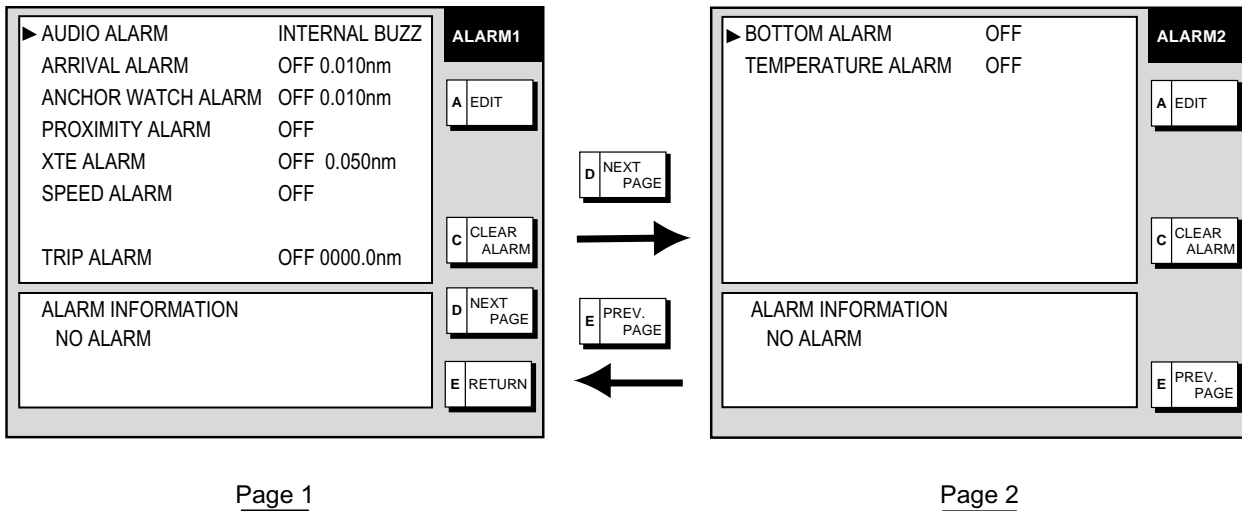 AUDIO ALARM INTERNAL BUZZ
ARRIVAL ALARM OFF 0.010nm
ANCHOR WATCH ALARM OFF 0.010nm
PROXIMITY ALARM OFF
XTE ALARM OFF 0.050nm
SPEED ALARM OFF
TRIP ALARM OFF 0000.0nm
ALARM INFORMATION
NO ALARM
ALARM1
A EDIT
C CLEAR
ALARM
D NEXT
PAGE
E RETURN
D NEXT
PAGE
E PREV.
PAGE
BOTTOM ALARM OFF
TEMPERATURE ALARM OFF
ALARM INFORMATION
NO ALARM
ALARM2
A EDIT
C CLEAR
ALARM
E PREV.
PAGE
Page 1
Page 2